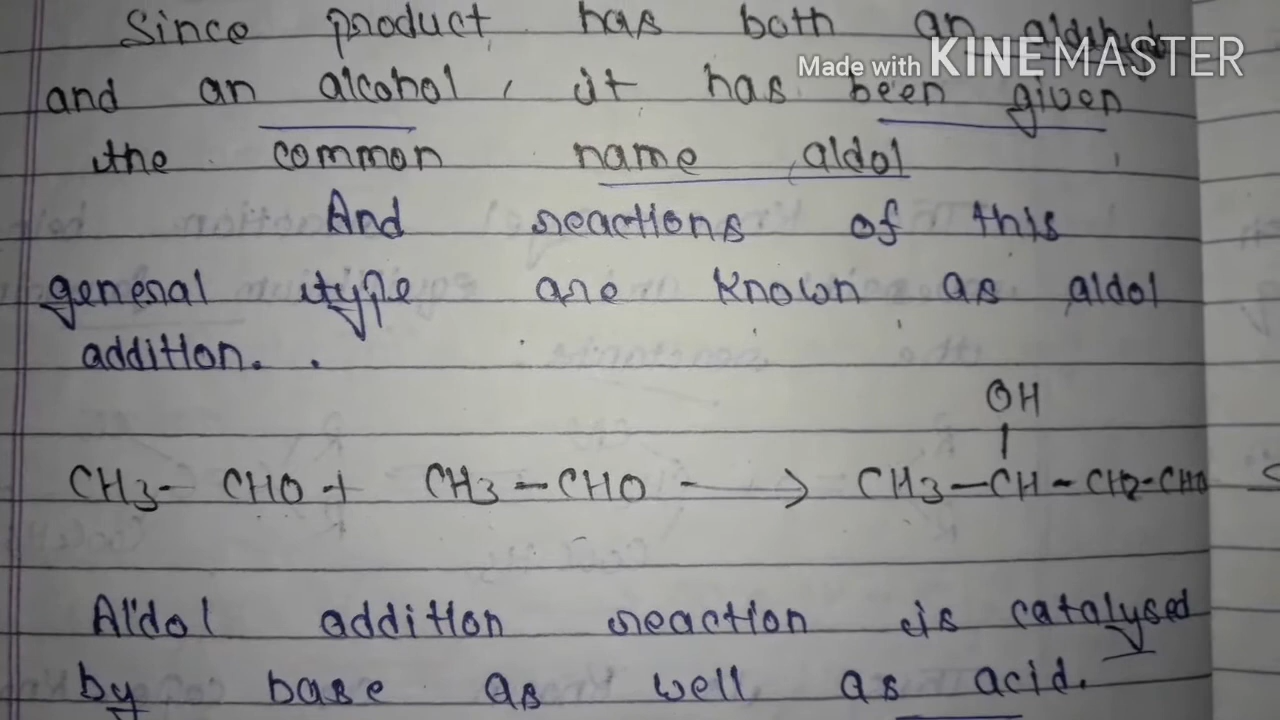 Since product has both an aldehyde
Made with KINEMASTER
and an alcohol, it has been given
the common name aldol
And reactions of this
general type are known as aldol
addition.
OH
CH3- CHO + CH3 - CHO -> CH3 - CH - CH2 - CHO
Aldol addition reaction is catalysed
by base as well as acid.